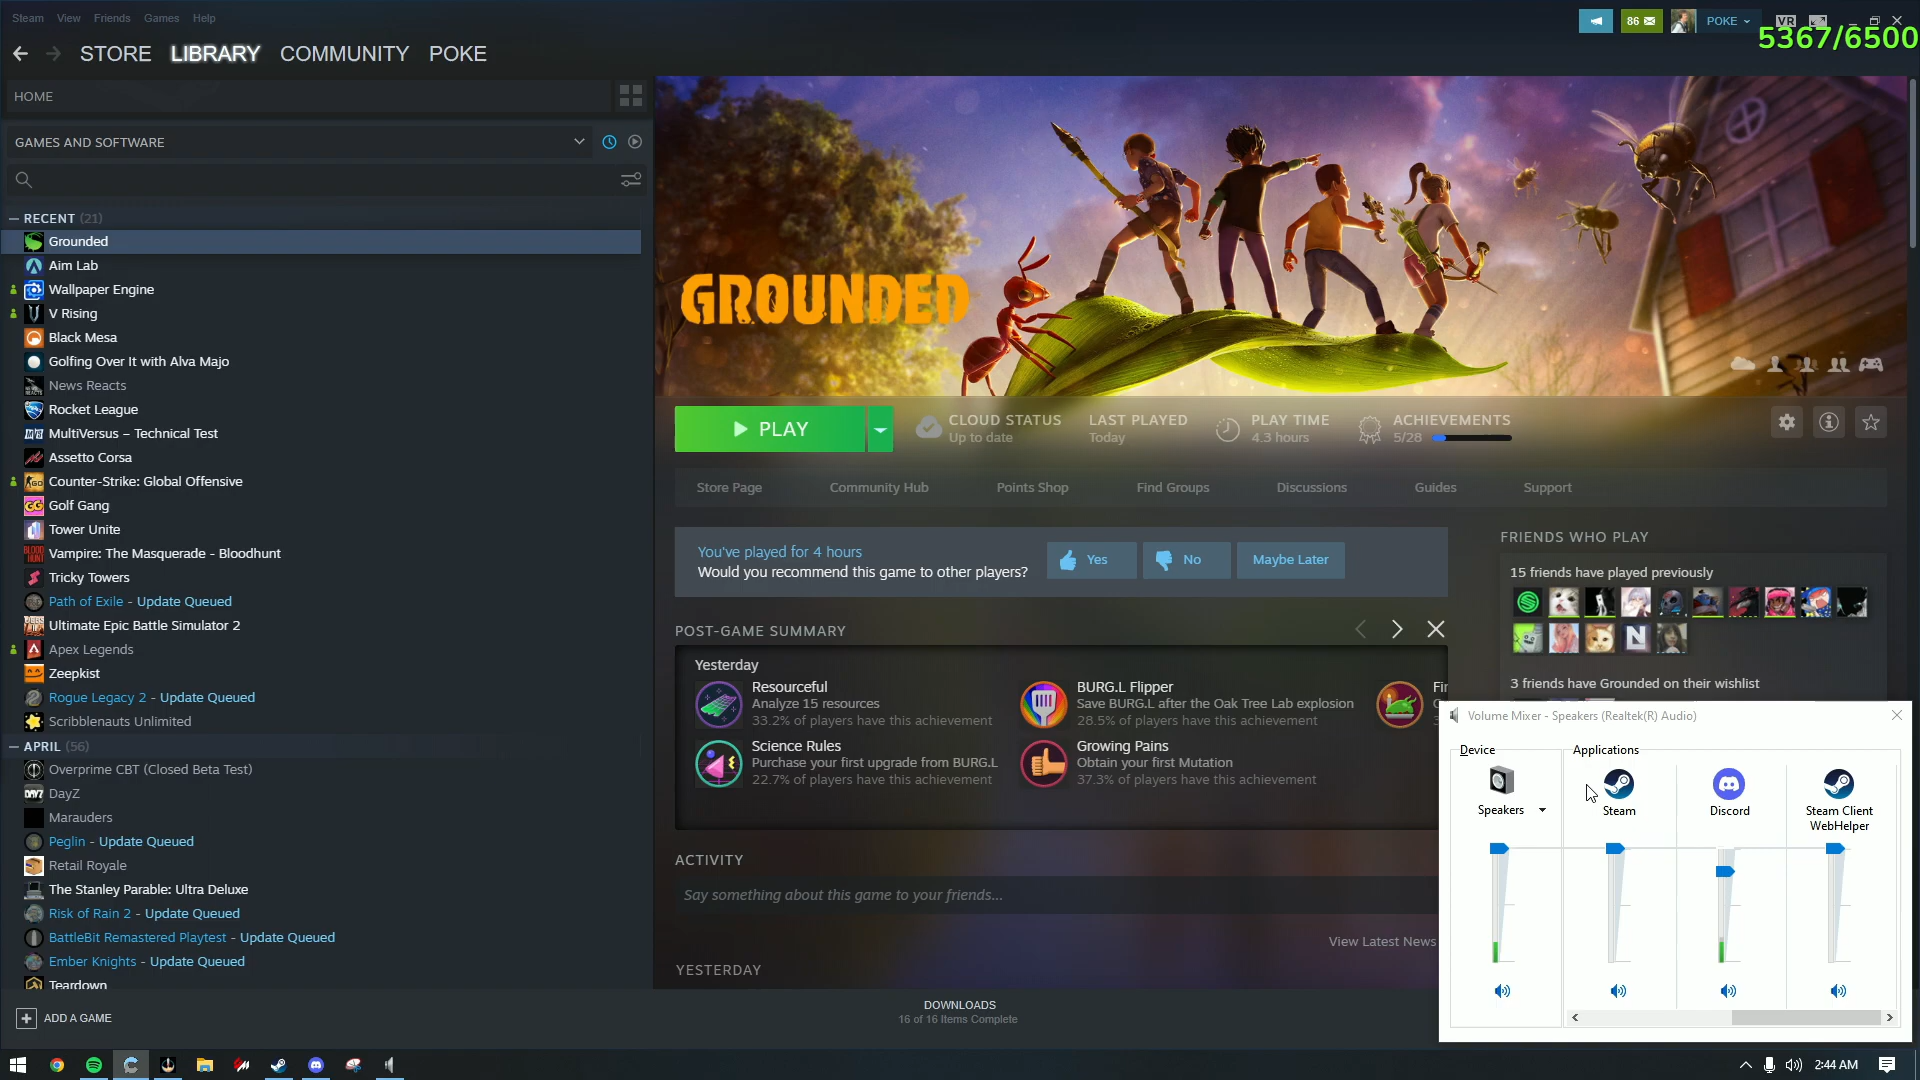 Steam View Friends Games Help
86 POKE VR
5367/6500
STORE LIBRARY COMMUNITY POKE
HOME
GAMES AND SOFTWARE
— RECENT (21)
Grounded
Aim Lab
Wallpaper Engine
V Rising
Black Mesa
Golfing Over It with Alva Majo
News Reacts
Rocket League
MultiVersus – Technical Test
Assetto Corsa
Counter-Strike: Global Offensive
Golf Gang
Tower Unite
Vampire: The Masquerade - Bloodhunt
Tricky Towers
Path of Exile - Update Queued
Ultimate Epic Battle Simulator 2
Apex Legends
Zeepkist
Rogue Legacy 2 - Update Queued
Scribblenauts Unlimited
— APRIL (56)
Overprime CBT (Closed Beta Test)
DayZ
Marauders
Peglin - Update Queued
Retail Royale
The Stanley Parable: Ultra Deluxe
Risk of Rain 2 - Update Queued
BattleBit Remastered Playtest - Update Queued
Ember Knights - Update Queued
Teardown
ADD A GAME
GROUNDED
PLAY
CLOUD STATUS
Up to date
LAST PLAYED
Today
PLAY TIME
4.3 hours
ACHIEVEMENTS
5/28
Store Page Community Hub Points Shop Find Groups Discussions Guides Support
You've played for 4 hours
Would you recommend this game to other players?
Yes
No
Maybe Later
POST-GAME SUMMARY
Yesterday
Resourceful
Analyze 15 resources
33.2% of players have this achievement
BURG.L Flipper
Save BURG.L after the Oak Tree Lab explosion
28.5% of players have this achievement
Science Rules
Purchase your first upgrade from BURG.L
22.7% of players have this achievement
Growing Pains
Obtain your first Mutation
37.3% of players have this achievement
ACTIVITY
Say something about this game to your friends...
View Latest News
YESTERDAY
FRIENDS WHO PLAY
15 friends have played previously
3 friends have Grounded on their wishlist
Volume Mixer - Speakers (Realtek(R) Audio)
Device
Applications
Speakers
Steam
Discord
Steam Client
WebHelper
DOWNLOADS
16 of 16 Items Complete
2:44 AM